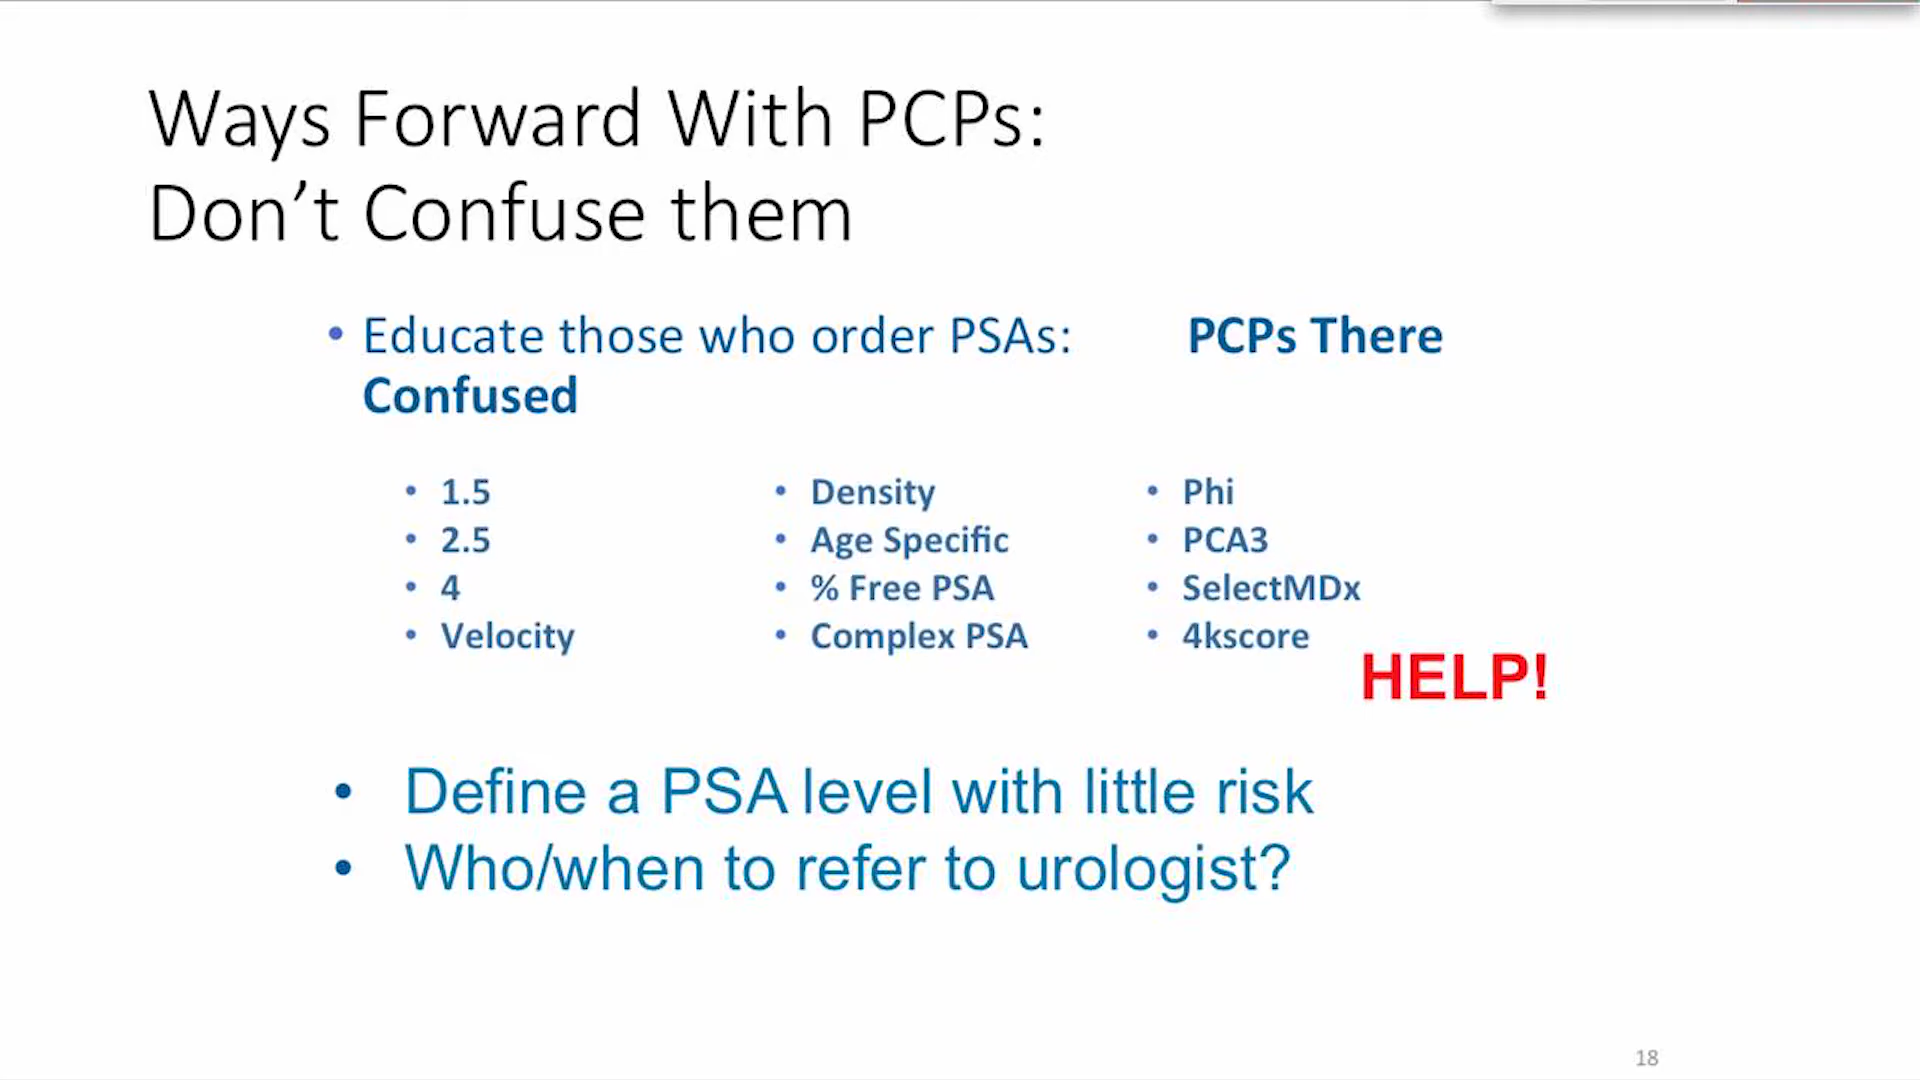 Ways Forward With PCPs:
Don’t Confuse them
• Educate those who order PSAs: PCPs There
Confused
• 1.5
• 2.5
• 4
• Velocity
• Density
• Age Specific
• % Free PSA
• Complex PSA
• Phi
• PCA3
• SelectMDx
• 4kscore
HELP!
• Define a PSA level with little risk
• Who/when to refer to urologist?
18